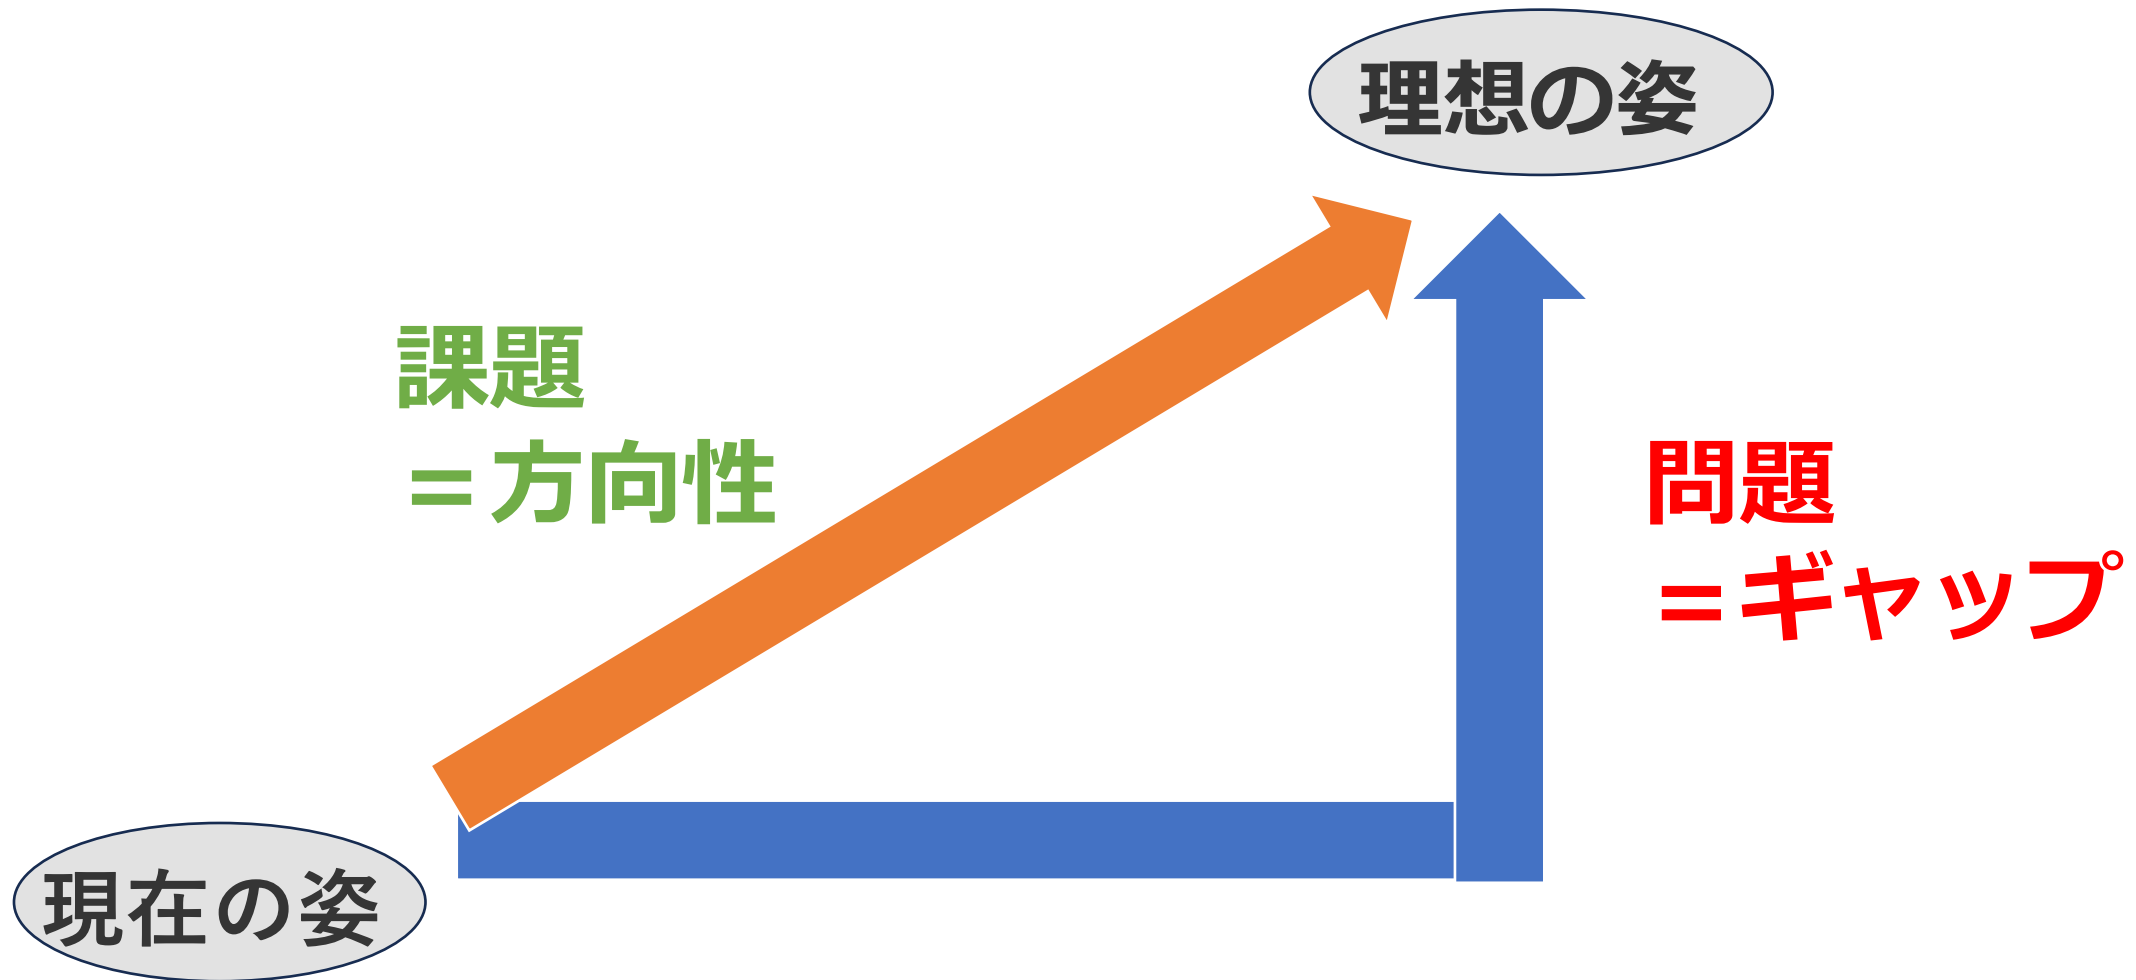 理想の姿
課題
=方向性
問題
=ギャップ
現在の姿